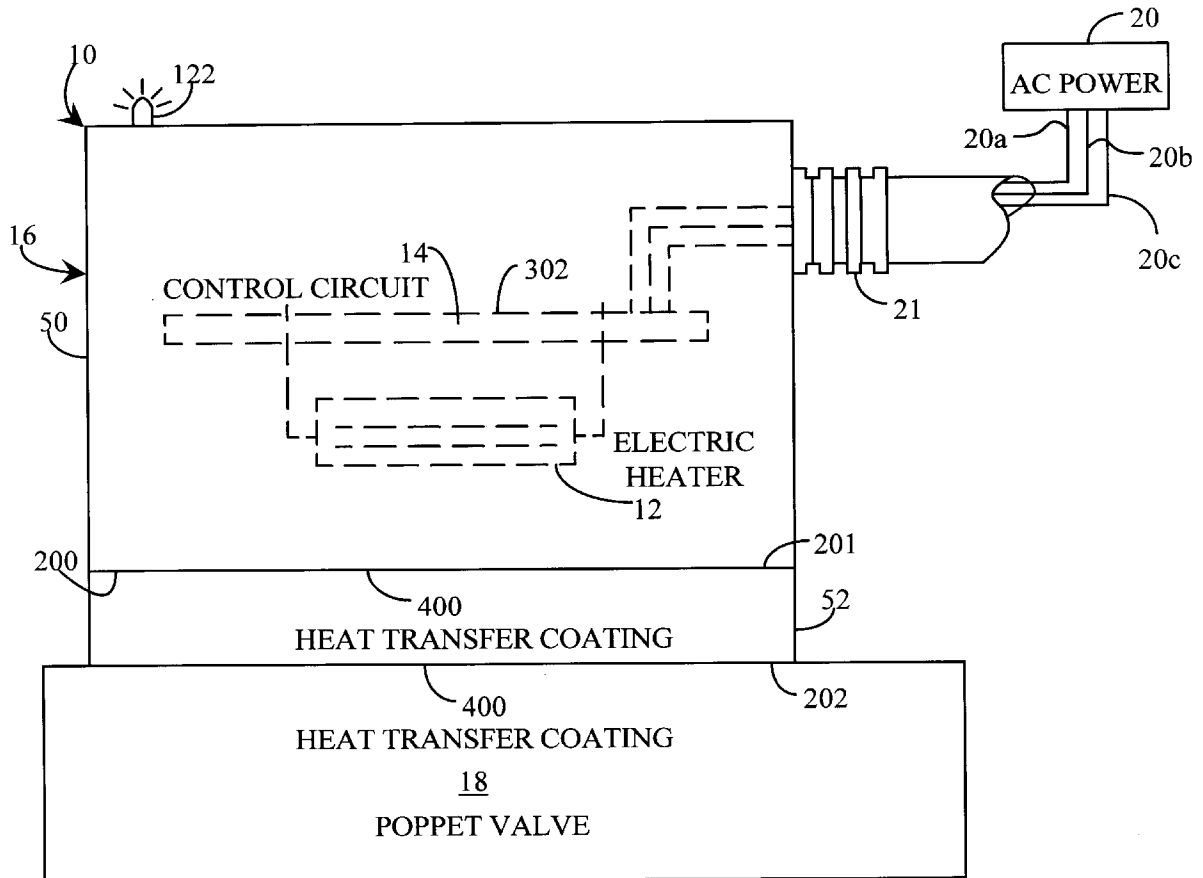 20
10
122
AC POWER
20a
20b
16
14
302
20c
CONTROL CIRCUIT
21
50
ELECTRIC
HEATER
12
200
201
400
52
HEAT TRANSFER COATING
400
202
HEAT TRANSFER COATING
18
POPPET VALVE